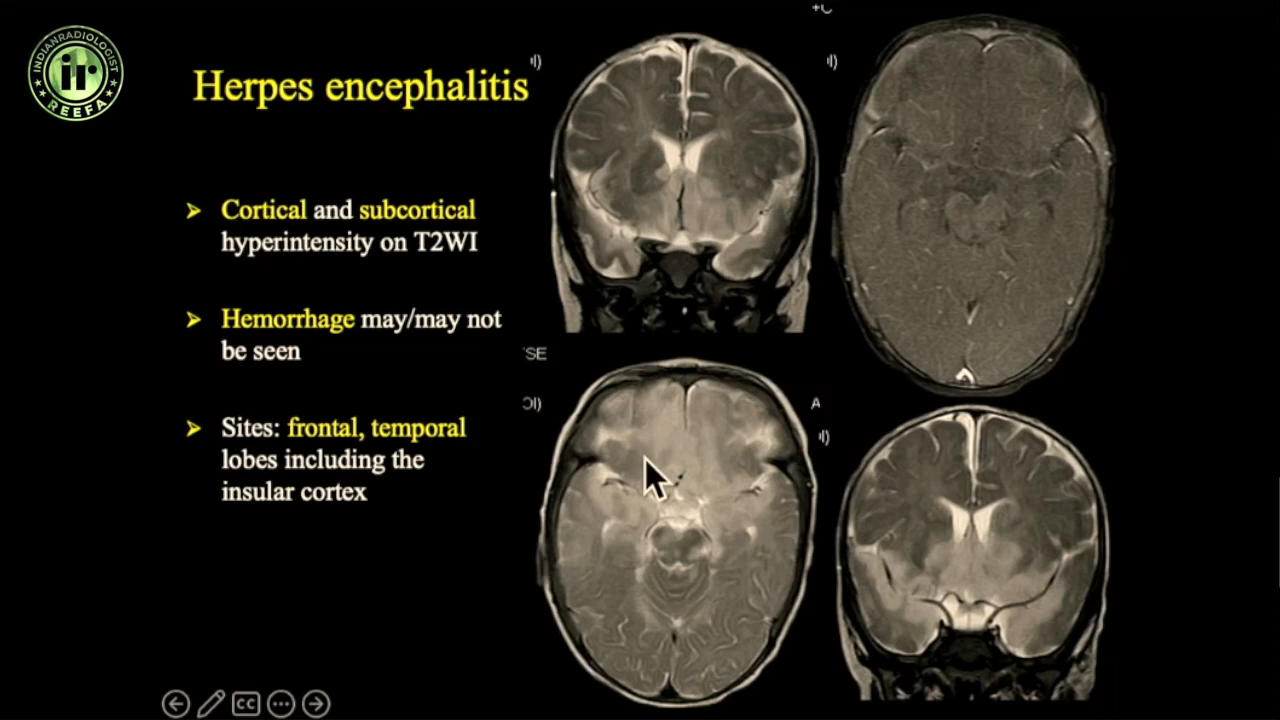 INDIANRADIOLOGIST
ir
REEFA
Herpes encephalitis
Cortical and subcortical
hyperintensity on T2WI
Hemorrhage may/may not
be seen
Sites: frontal, temporal
lobes including the
insular cortex
SE
A
CC